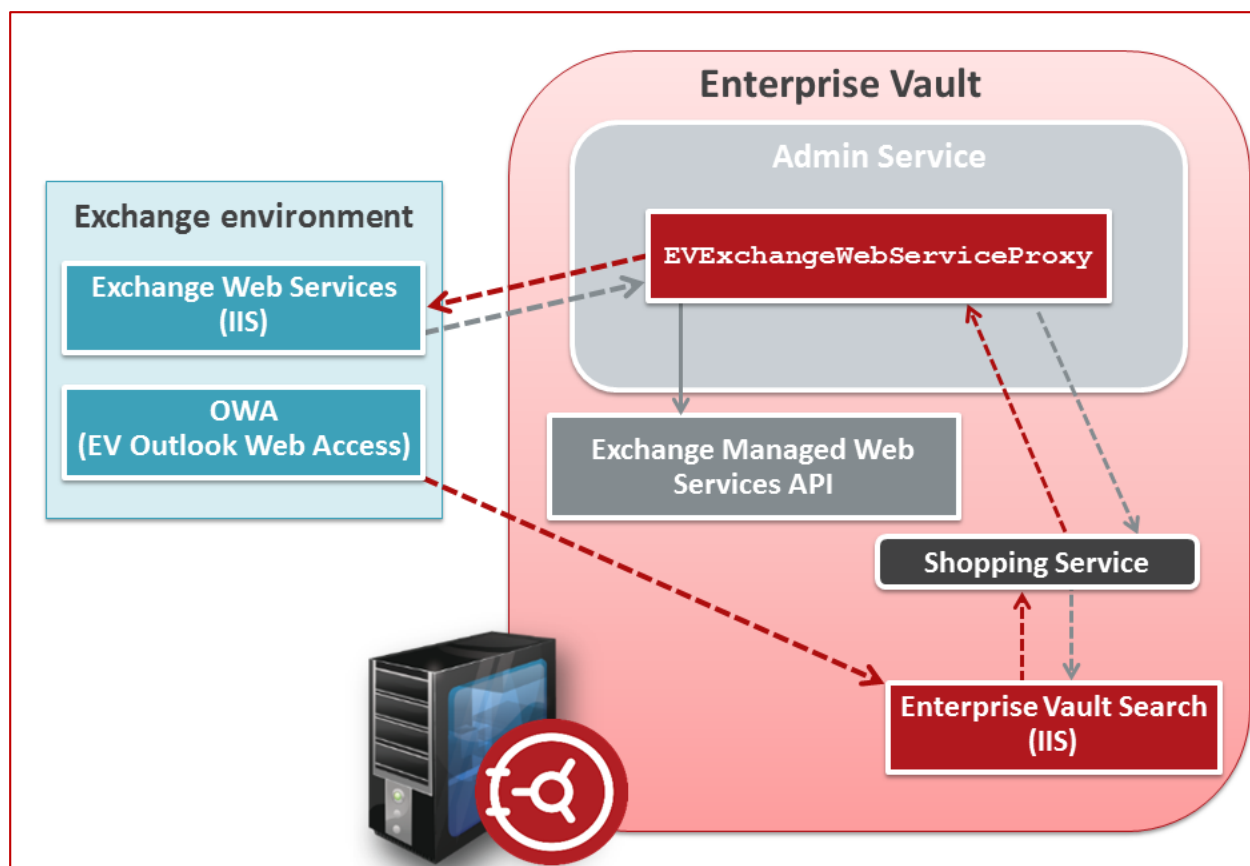 Enterprise Vault
Admin Service
Exchange environment
EVExchangeWebServiceProxy
Exchange Web Services
(IIS)
OWA
(EV Outlook Web Access)
Exchange Managed Web
Services API
Shopping Service
Enterprise Vault Search
(IIS)